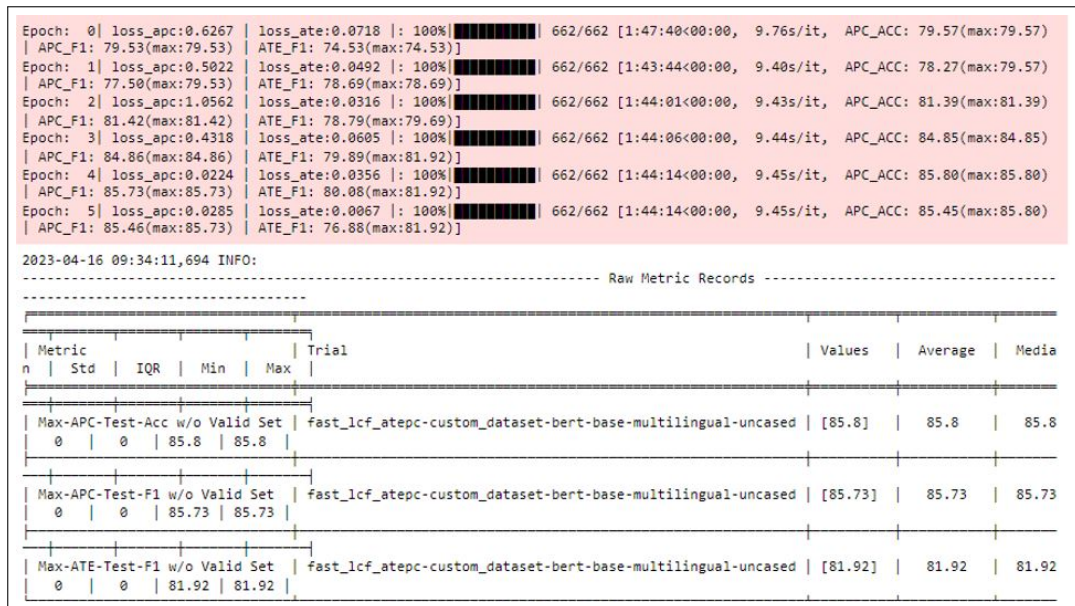 Epoch:  0| loss_apc:0.6267 | loss_ate:0.0718 |: 100%|██████████| 662/662 [1:47:40<00:00,  9.76s/it,  APC_ACC: 79.57(max:79.57)
| APC_F1: 79.53(max:79.53) | ATE_F1: 74.53(max:74.53)]
Epoch:  1| loss_apc:0.5022 | loss_ate:0.0492 |: 100%|██████████| 662/662 [1:43:44<00:00,  9.40s/it,  APC_ACC: 78.27(max:79.57)
| APC_F1: 77.50(max:79.53) | ATE_F1: 78.69(max:78.69)]
Epoch:  2| loss_apc:1.0562 | loss_ate:0.0316 |: 100%|██████████| 662/662 [1:44:01<00:00,  9.43s/it,  APC_ACC: 81.39(max:81.39)
| APC_F1: 81.42(max:81.42) | ATE_F1: 78.79(max:79.69)]
Epoch:  3| loss_apc:0.4318 | loss_ate:0.0605 |: 100%|██████████| 662/662 [1:44:06<00:00,  9.44s/it,  APC_ACC: 84.85(max:84.85)
| APC_F1: 84.86(max:84.86) | ATE_F1: 79.89(max:81.92)]
Epoch:  4| loss_apc:0.0224 | loss_ate:0.0356 |: 100%|██████████| 662/662 [1:44:14<00:00,  9.45s/it,  APC_ACC: 85.80(max:85.80)
| APC_F1: 85.73(max:85.73) | ATE_F1: 80.08(max:81.92)]
Epoch:  5| loss_apc:0.0285 | loss_ate:0.0067 |: 100%|██████████| 662/662 [1:44:14<00:00,  9.45s/it,  APC_ACC: 85.45(max:85.80)
| APC_F1: 85.46(max:85.73) | ATE_F1: 76.88(max:81.92)]
2023-04-16 09:34:11,694 INFO:
Raw Metric Records
| Metric | Trial | Values | Average | Media
n | Std | IQR | Min | Max |
| Max-APC-Test-Acc w/o Valid Set | fast_lcf_atepc-custom_dataset-bert-base-multilingual-uncased | [85.8] | 85.8 | 85.8
| 0 | 0 | 85.8 | 85.8 |
| Max-APC-Test-F1 w/o Valid Set | fast_lcf_atepc-custom_dataset-bert-base-multilingual-uncased | [85.73] | 85.73 | 85.73
| 0 | 0 | 85.73 | 85.73 |
| Max-ATE-Test-F1 w/o Valid Set | fast_lcf_atepc-custom_dataset-bert-base-multilingual-uncased | [81.92] | 81.92 | 81.92
| 0 | 0 | 81.92 | 81.92 |